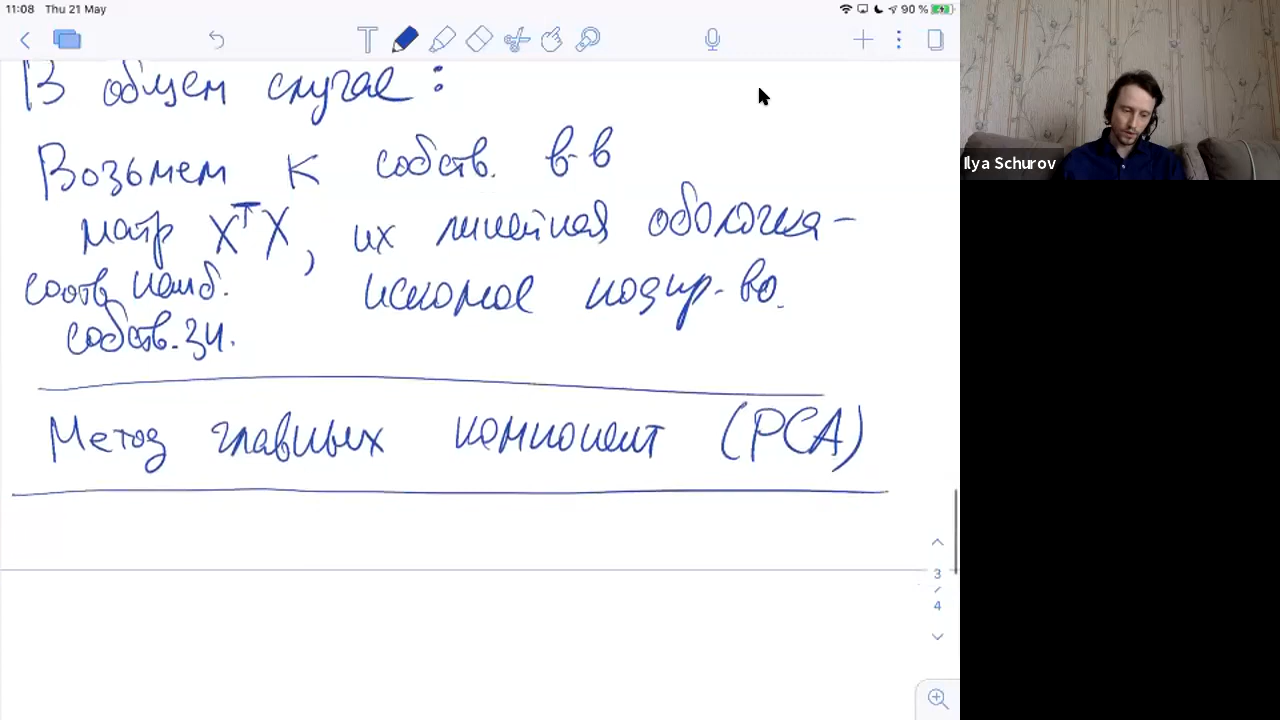 11:08 Thu 21 May 90 %
T
В общем случае :
Возьмем к собств. в-в
матр XᵀX, их линейная оболочка –
соотв наиб. искомое подпр-во.
собств. зн.
Метод главных компонент (PCA)
3
/
4
Ilya Schurov